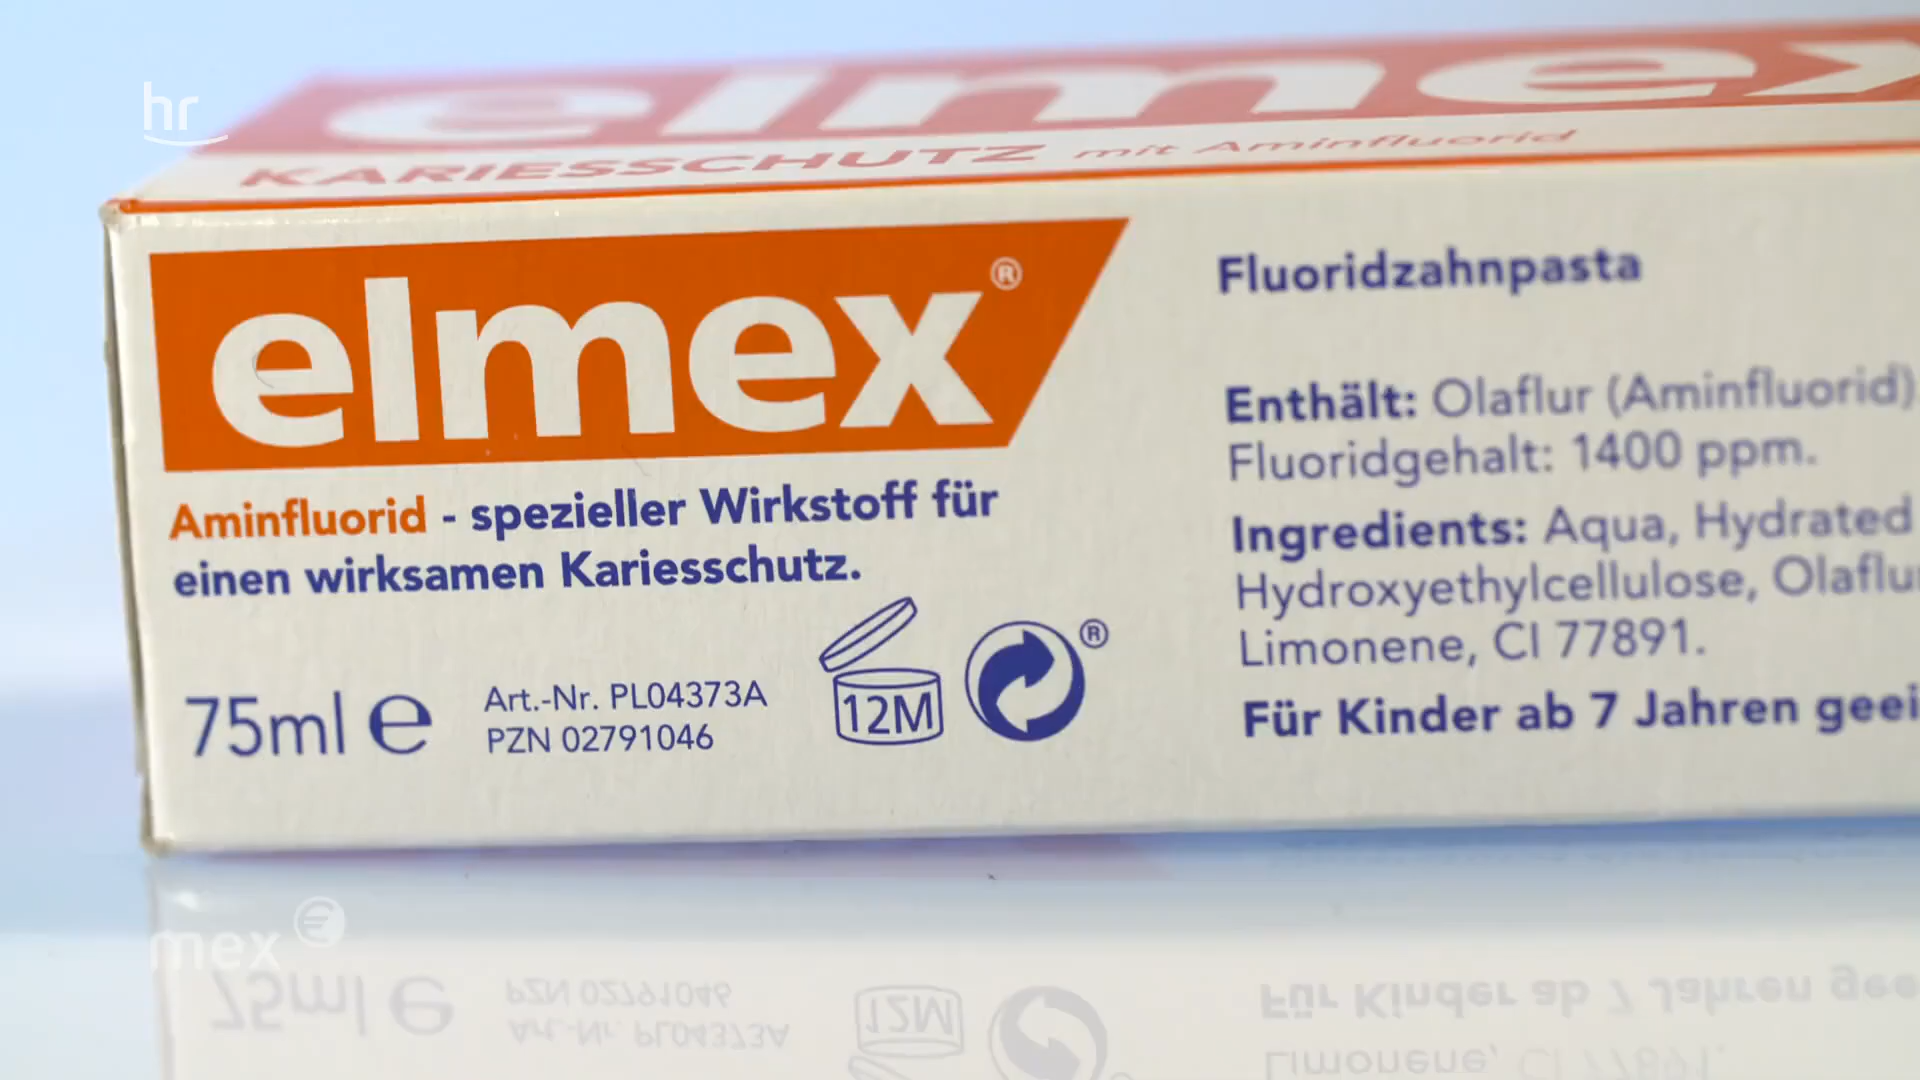 hr
elmex
KARIESSCHUTZ mit Aminfluorid
elmex®
Aminfluorid - spezieller Wirkstoff für
einen wirksamen Kariesschutz.
75ml e
Art.-Nr. PL04373A
PZN 02791046
12M
®
Fluoridzahnpasta
Enthält: Olaflur (Aminfluorid)
Fluoridgehalt: 1400 ppm.
Ingredients: Aqua, Hydrated
Hydroxyethylcellulose, Olaflu
Limonene, CI 77891.
Für Kinder ab 7 Jahren geei
mex €